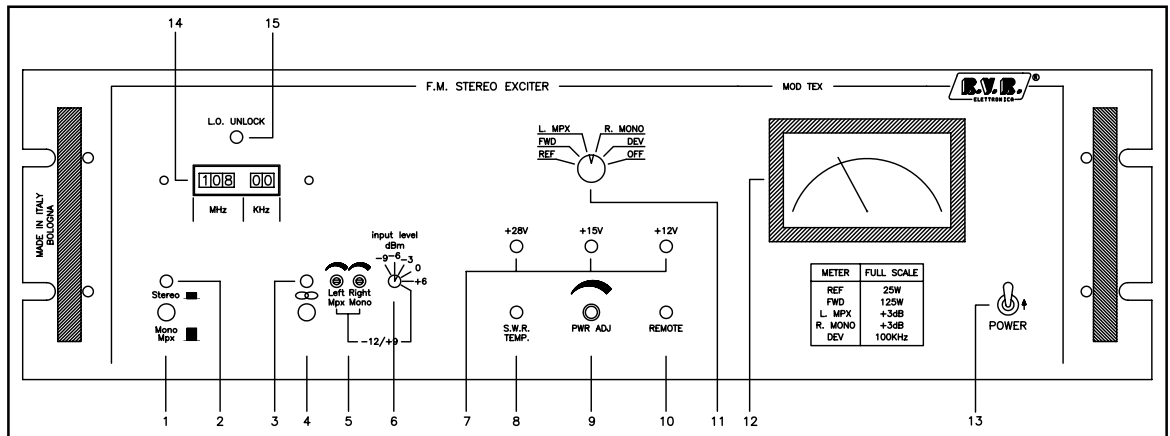 14 15
F.M. STEREO EXCITER MOD TEX R.V.R.®
ELETTRONICA
L.O. UNLOCK
108 00
MHz KHz
MADE IN ITALY
BOLOGNA
L. MPX R. MONO
FWD DEV
REF OFF
12
11
input level
dBm
-9 -6 -3 0 +6
Left Right
Mpx Mono
-12/+9
Stereo
Mono
Mpx
+28V +15V +12V
S.W.R.
TEMP.
PWR ADJ
REMOTE
METER FULL SCALE
REF 25W
FWD 125W
L. MPX +3dB
R. MONO +3dB
DEV 100KHz
POWER
1 2 3 4 5 6 7 8 9 10 11 12 13